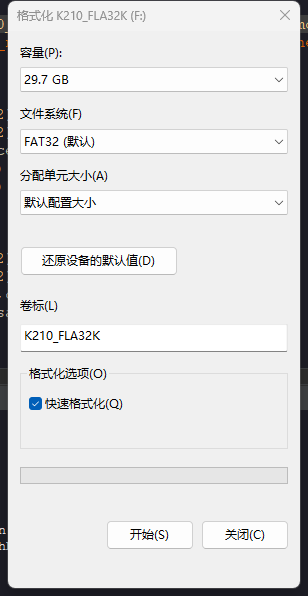 格式化 K210_FLA32K (F:)
容量(P):
29.7 GB
文件系统(F)
FAT32 (默认)
分配单元大小(A)
默认配置大小
还原设备的默认值(D)
卷标(L)
K210_FLA32K
格式化选项(O)
快速格式化(Q)
开始(S)
关闭(C)